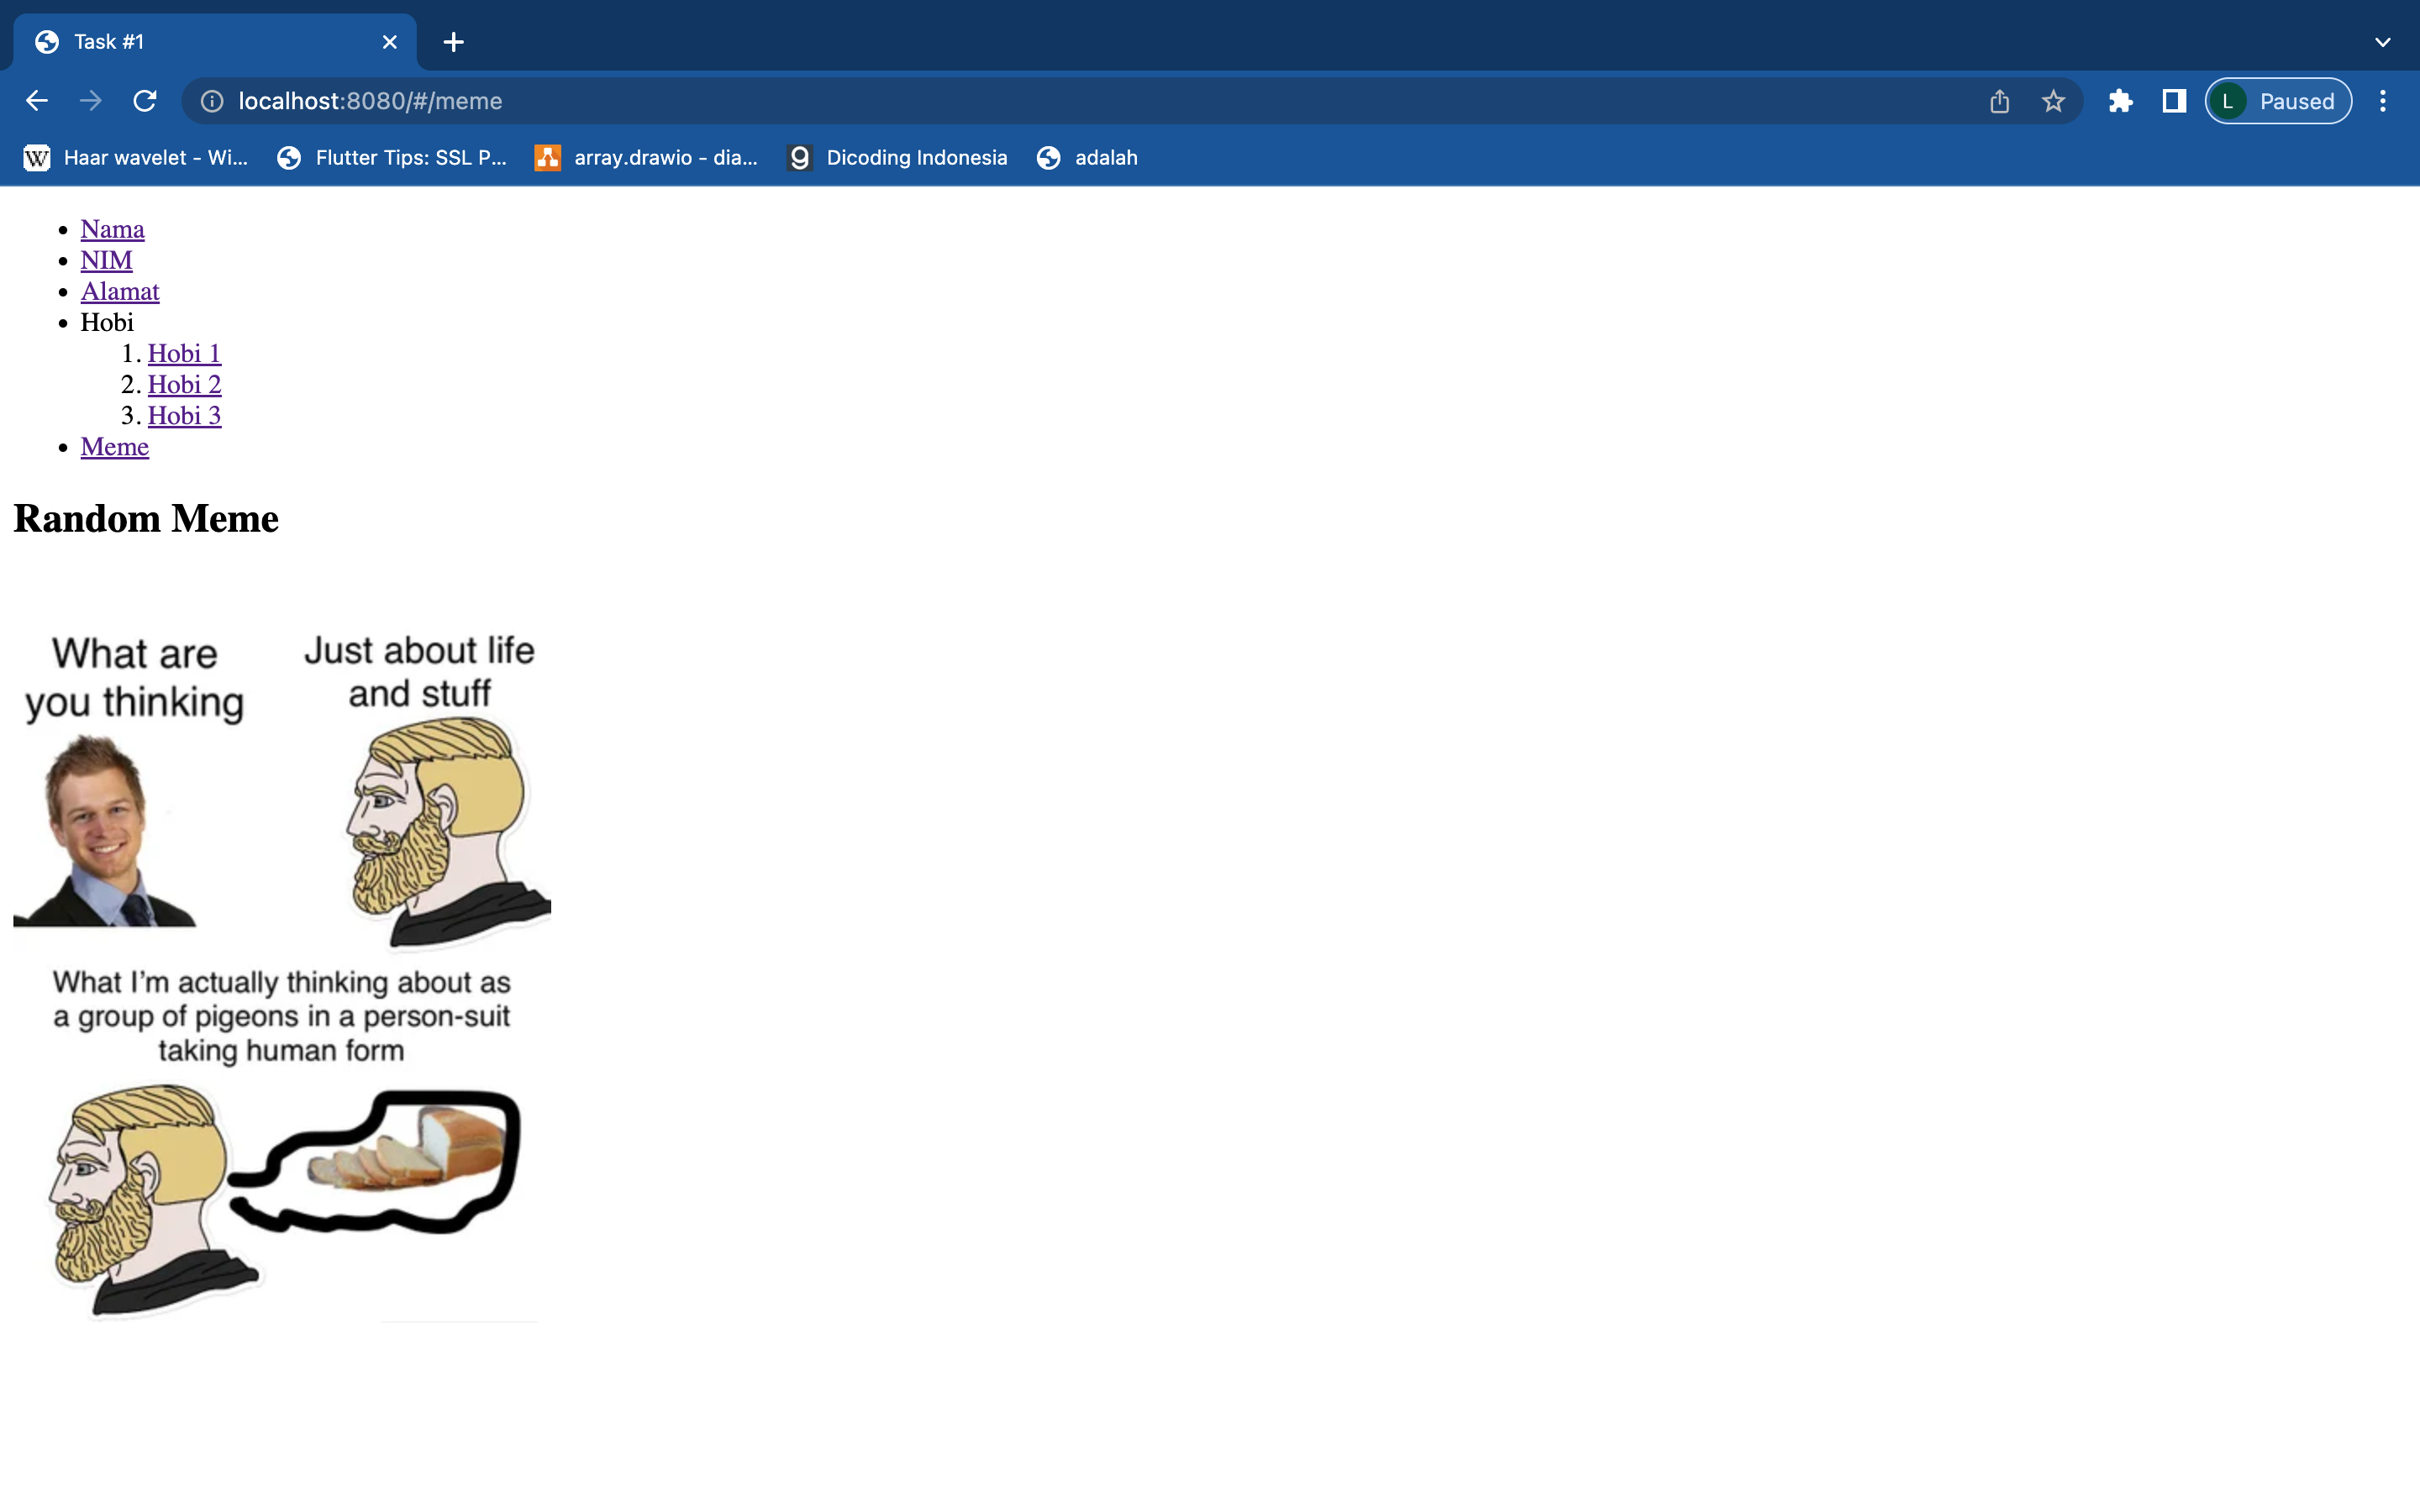 Task #1
localhost:8080/#/meme
L Paused
Haar wavelet - Wi... Flutter Tips: SSL P... array.drawio - dia... Dicoding Indonesia adalah
• Nama
• NIM
• Alamat
• Hobi
1. Hobi 1
2. Hobi 2
3. Hobi 3
• Meme
Random Meme
What are
you thinking
Just about life
and stuff
What I'm actually thinking about as
a group of pigeons in a person-suit
taking human form